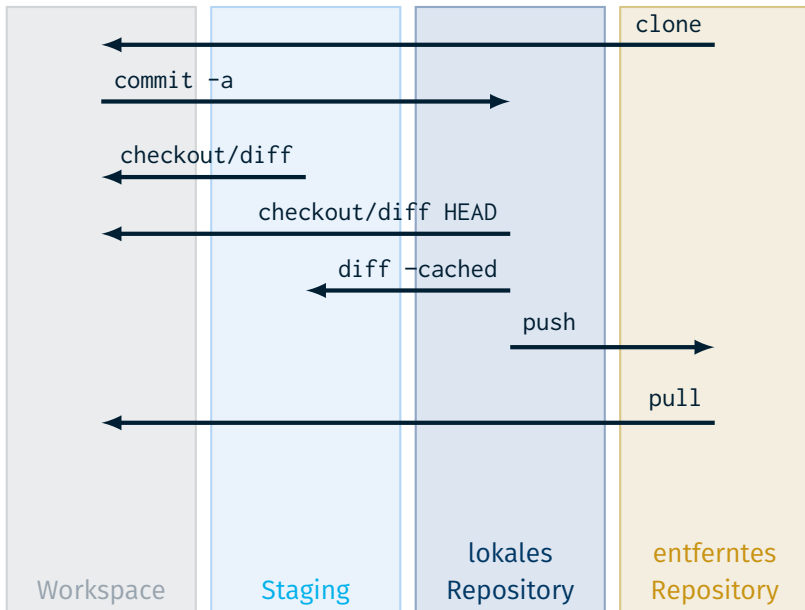 clone
commit -a
checkout/diff
checkout/diff HEAD
diff -cached
push
pull
Workspace
Staging
lokales
Repository
entferntes
Repository